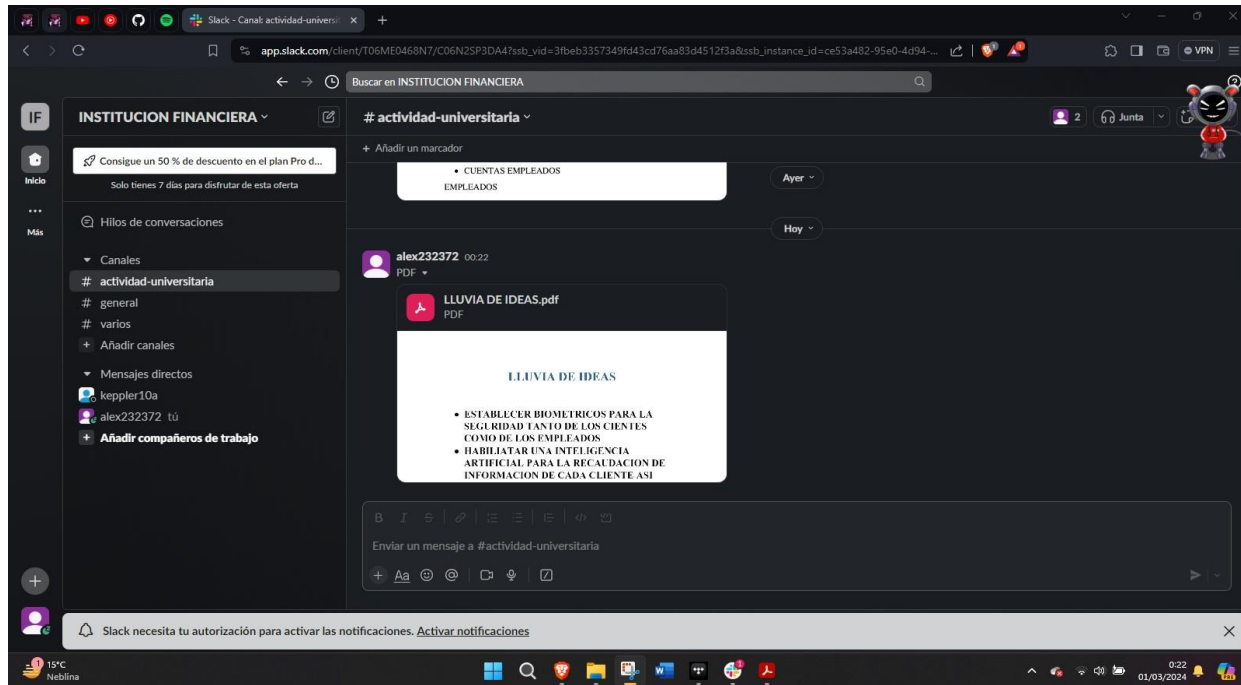 Slack - Canal: actividad-universit
app.slack.com/client/T06ME0468N7/C06N2SP3DA4?ssb_vid=3fbeb3357349fd43cd76aa83d4512f3a&ssb_instance_id=ce53a482-95e0-4d94-...
VPN
Buscar en INSTITUCION FINANCIERA
IF
INSTITUCION FINANCIERA
# actividad-universitaria
2
Junta
Consigue un 50 % de descuento en el plan Pro d...
Solo tienes 7 días para disfrutar de esta oferta
Inicio
Más
Hilos de conversaciones
Canales
# actividad-universitaria
# general
# varios
+ Añadir canales
Mensajes directos
keppler10a
alex232372 tú
+ Añadir compañeros de trabajo
+ Añadir un marcador
• CUENTAS EMPLEADOS
EMPLEADOS
Ayer
Hoy
alex232372 00:22
PDF
LLUVIA DE IDEAS.pdf
PDF
LLUVIA DE IDEAS
• ESTABLECER BIOMETRICOS PARA LA
SEGURIDAD TANTO DE LOS CIENTES
COMO DE LOS EMPLEADOS
• HABILIATAR UNA INTELIGENCIA
ARTIFICIAL PARA LA RECAUDACION DE
INFORMACION DE CADA CLIENTE ASI
B I S
Enviar un mensaje a #actividad-universitaria
+ Aa @
Slack necesita tu autorización para activar las notificaciones. Activar notificaciones
1
15°C
Neblina
0:22
01/03/2024